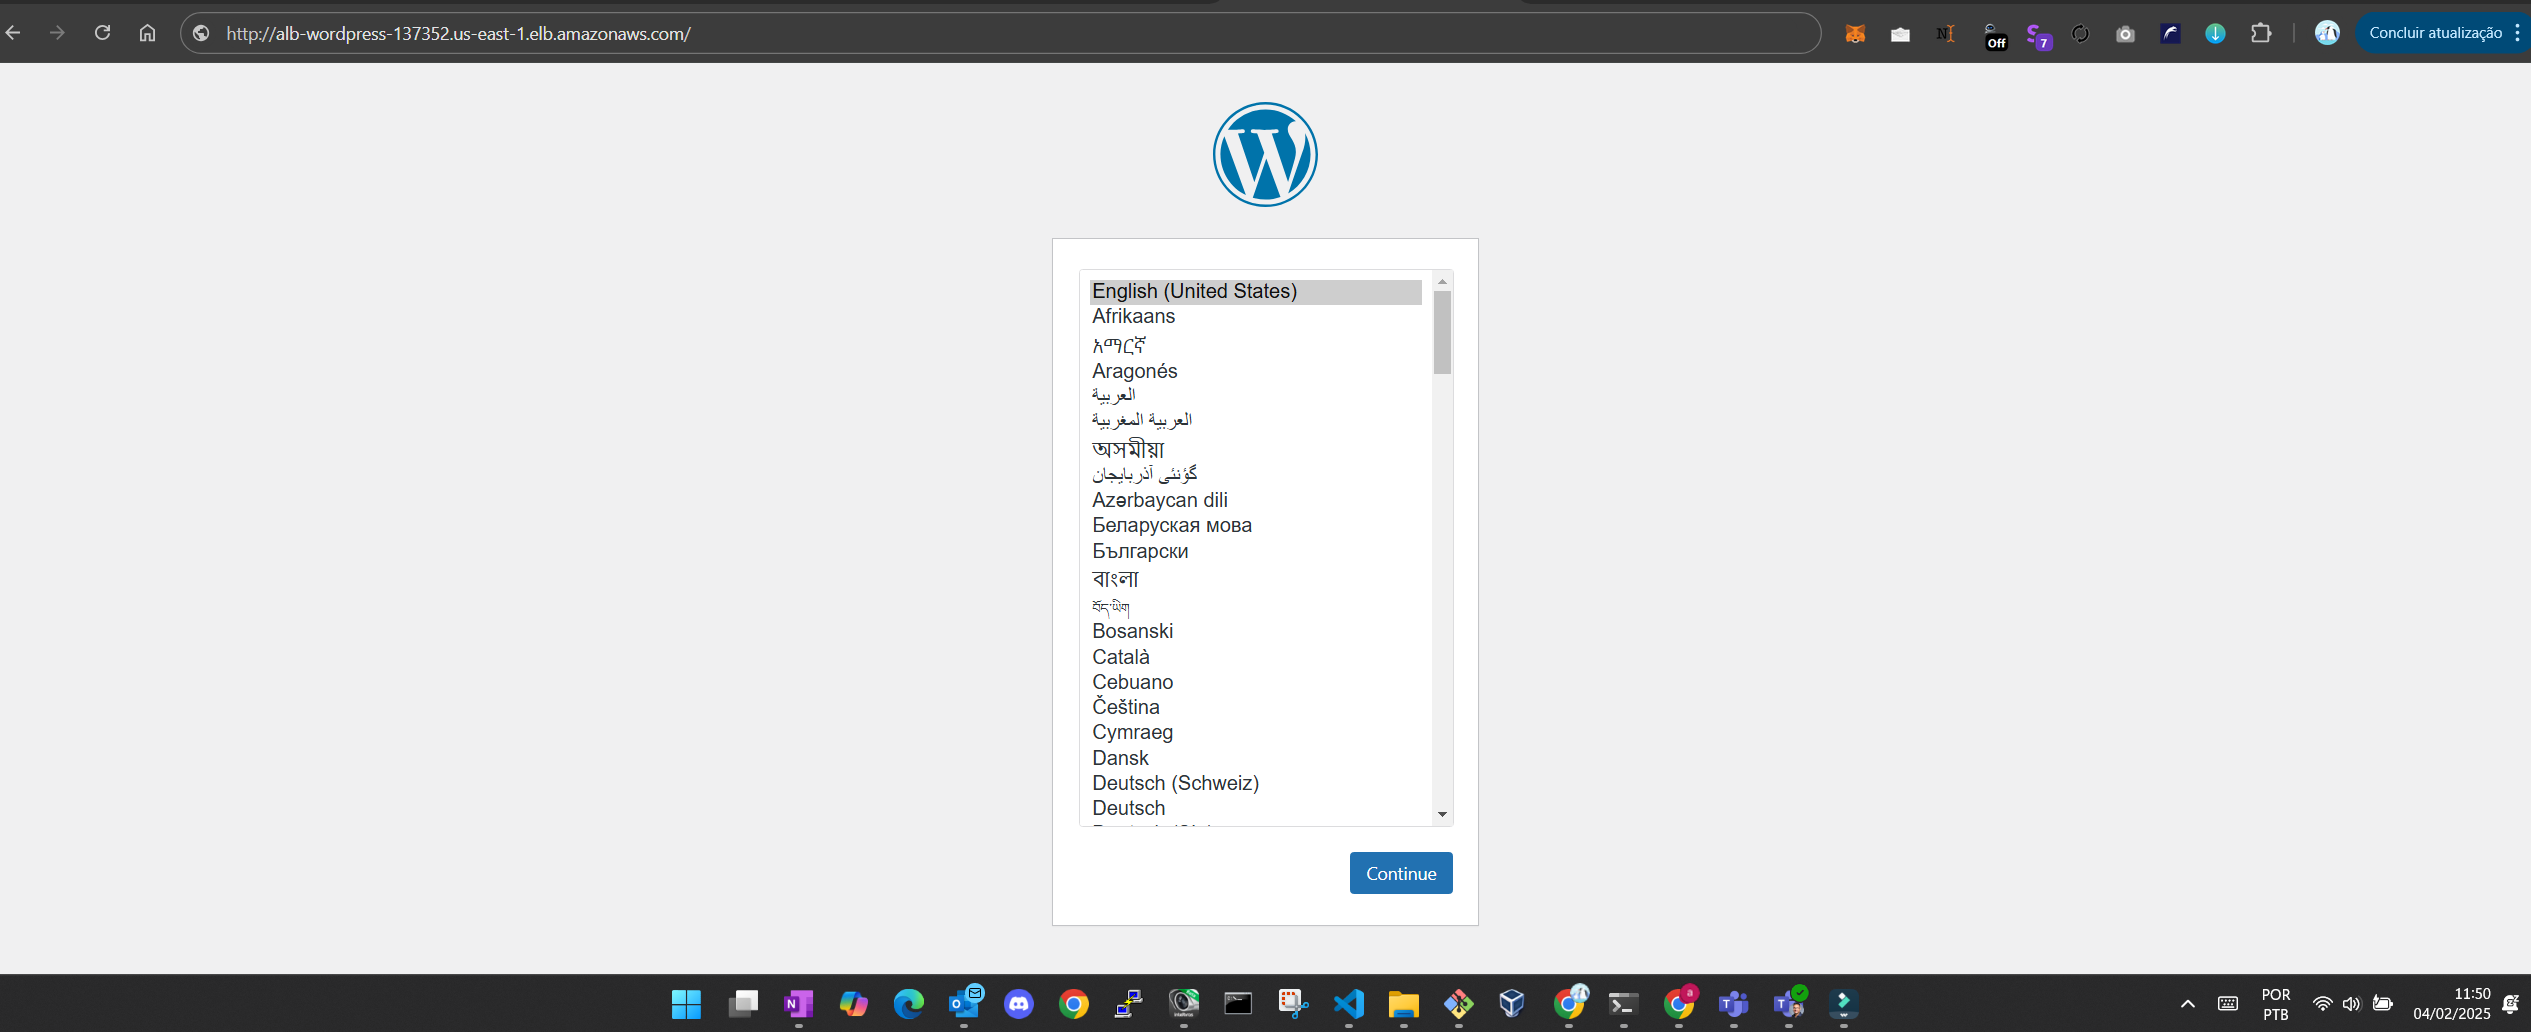 http://alb-wordpress-137352.us-east-1.elb.amazonaws.com/
Off
7
Concluir atualização
English (United States)
Afrikaans
አማርኛ
Aragonés
العربية
العربية المغربية
অসমীয়া
گؤنئی آذربایجان
Azərbaycan dili
Беларуская мова
Български
বাংলা
བོད་ཡིག
Bosanski
Català
Cebuano
Čeština
Cymraeg
Dansk
Deutsch (Schweiz)
Deutsch
Continue
POR
PTB
11:50
04/02/2025